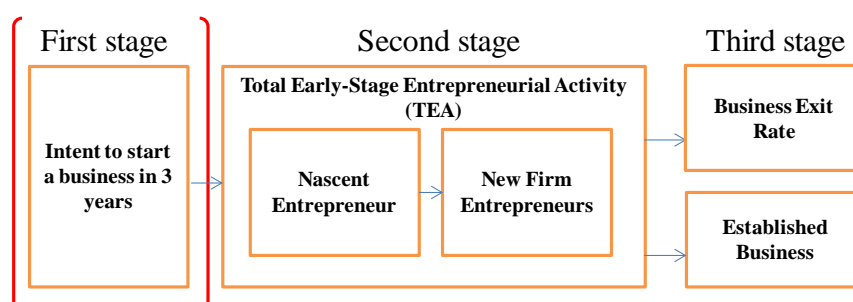 First stage
Second stage
Third stage
Intent to start
a business in 3
years
Total Early-Stage Entrepreneurial Activity
(TEA)
Nascent
Entrepreneur
New Firm
Entrepreneurs
Business Exit
Rate
Established
Business